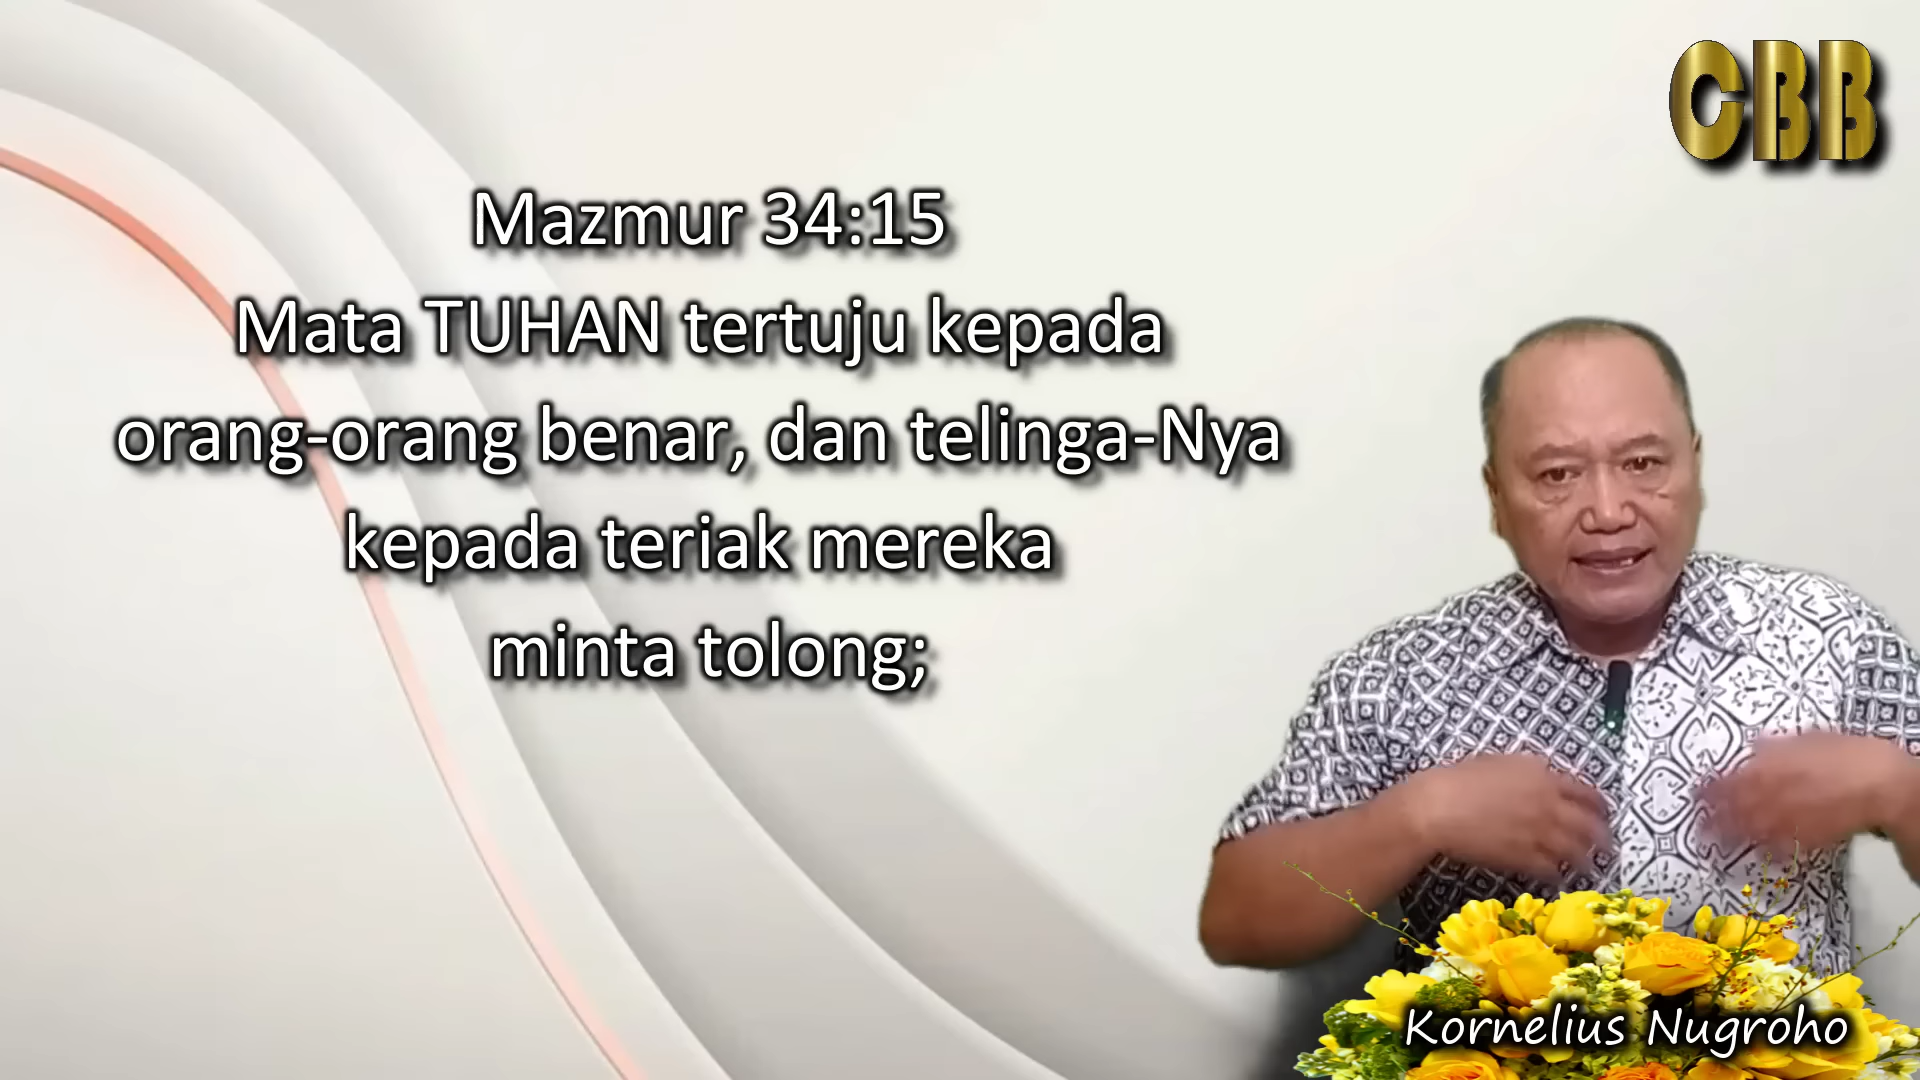 CBB
Mazmur 34:15
Mata TUHAN tertuju kepada
orang-orang benar, dan telinga-Nya
kepada teriak mereka
minta tolong;
Kornelius Nugroho